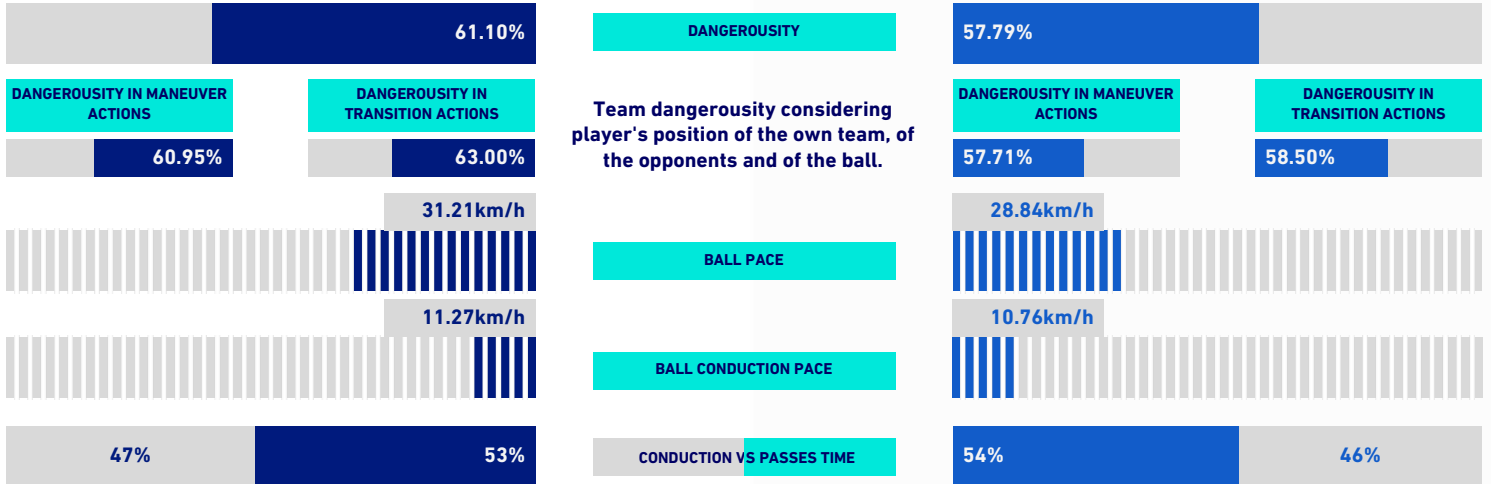 61.10%
DANGEROUSITY
57.79%
DANGEROUSITY IN MANEUVER
ACTIONS
DANGEROUSITY IN
TRANSITION ACTIONS
60.95%
63.00%
Team dangerousity considering
player's position of the own team, of
the opponents and of the ball.
DANGEROUSITY IN MANEUVER
ACTIONS
DANGEROUSITY IN
TRANSITION ACTIONS
57.71%
58.50%
31.21km/h
BALL PACE
28.84km/h
11.27km/h
BALL CONDUCTION PACE
10.76km/h
47%
53%
CONDUCTION VS PASSES TIME
54%
46%